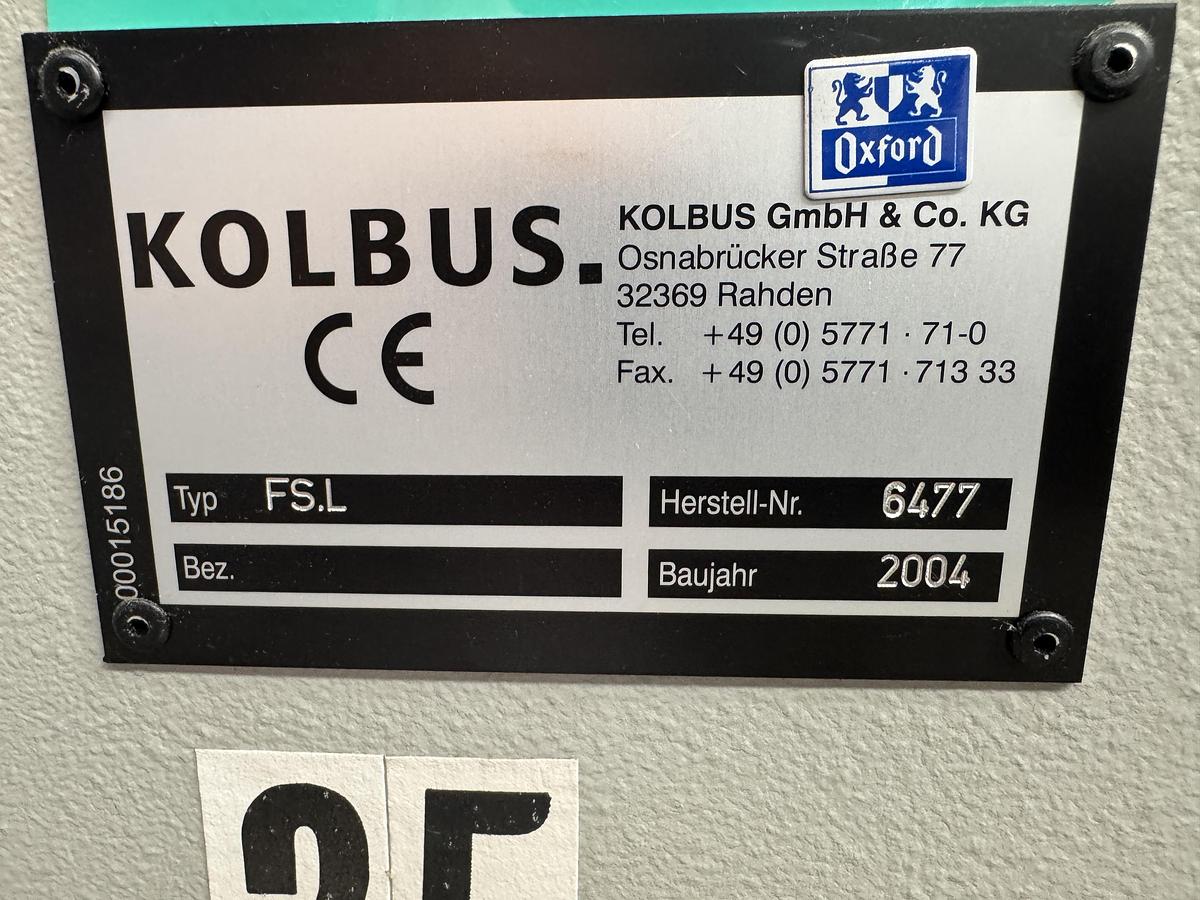 Oxford
KOLBUS.
CE
KOLBUS GmbH & Co. KG
Osnabrücker Straße 77
32369 Rahden
Tel. +49 (0) 5771 · 71-0
Fax. +49 (0) 5771 · 713 33
Typ FS.L
Herstell-Nr. 6477
Bez.
Baujahr 2004
00015186